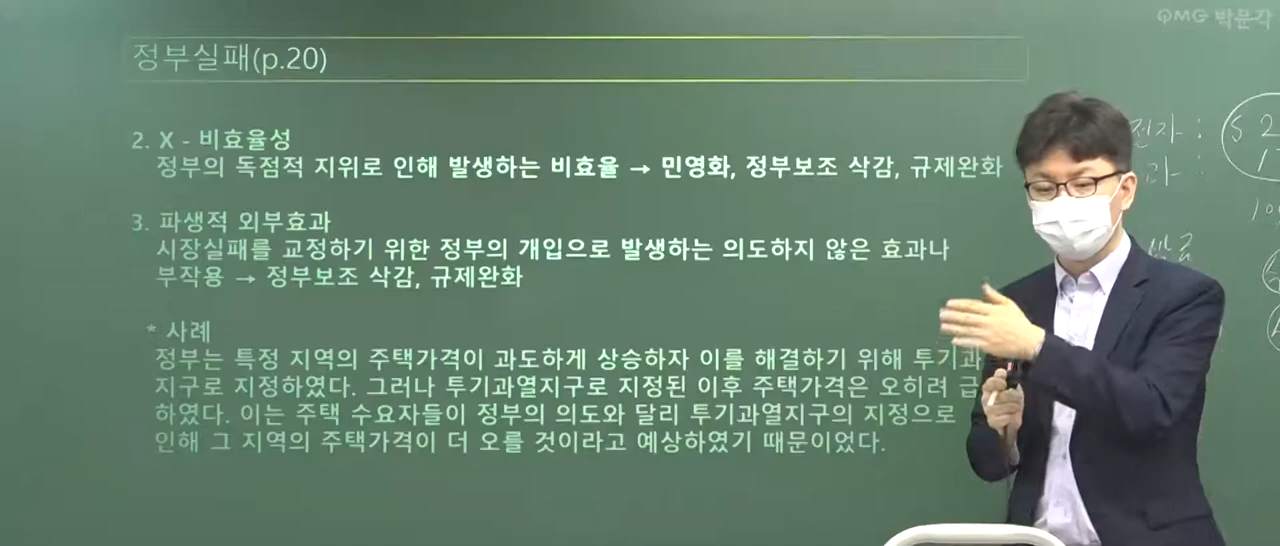 PMG 박문각
정부실패(p.20)
2. X - 비효율성
정부의 독점적 지위로 인해 발생하는 비효율 → 민영화, 정부보조 삭감, 규제완화
3. 파생적 외부효과
시장실패를 교정하기 위한 정부의 개입으로 발생하는 의도하지 않은 효과나
부작용 → 정부보조 삭감, 규제완화
* 사례
정부는 특정 지역의 주택가격이 과도하게 상승하자 이를 해결하기 위해 투기과
지구로 지정하였다. 그러나 투기과열지구로 지정된 이후 주택가격은 오히려 급
하였다. 이는 주택 수요자들이 정부의 의도와 달리 투기과열지구의 지정으로
인해 그 지역의 주택가격이 더 오를 것이라고 예상하였기 때문이었다.